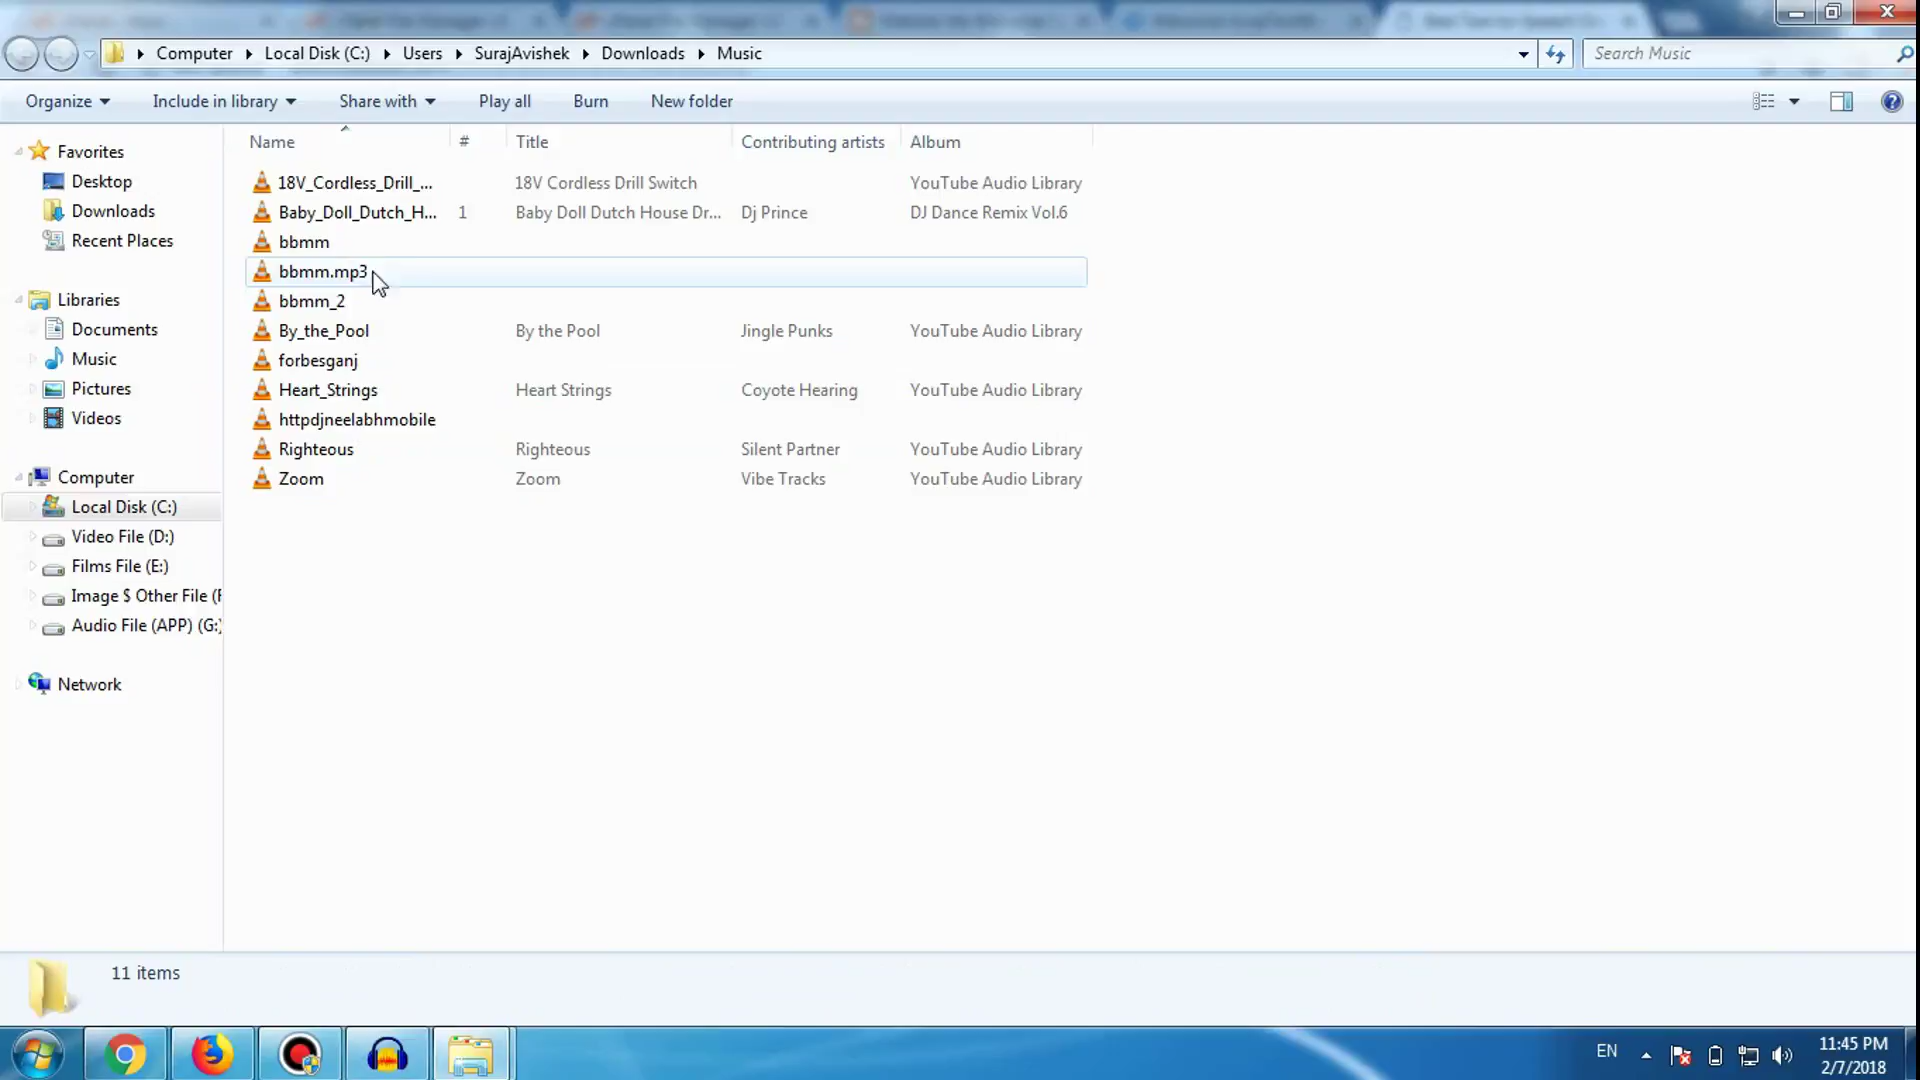 Computer Local Disk (C:) Users SurajAvishek Downloads Music
Search Music
Organize Include in library Share with Play all Burn New folder
Name # Title Contributing artists Album
Favorites
Desktop
Downloads
Recent Places
Libraries
Documents
Music
Pictures
Videos
Computer
Local Disk (C:)
Video File (D:)
Films File (E:)
Image $ Other File (F
Audio File (APP) (G:)
Network
18V_Cordless_Drill_... 18V Cordless Drill Switch YouTube Audio Library
Baby_Doll_Dutch_H... 1 Baby Doll Dutch House Dr... Dj Prince DJ Dance Remix Vol.6
bbmm
bbmm.mp3
bbmm_2
By_the_Pool By the Pool Jingle Punks YouTube Audio Library
forbesganj
Heart_Strings Heart Strings Coyote Hearing YouTube Audio Library
httpdjneelabhmobile
Righteous Righteous Silent Partner YouTube Audio Library
Zoom Zoom Vibe Tracks YouTube Audio Library
11 items
EN
11:45 PM
2/7/2018